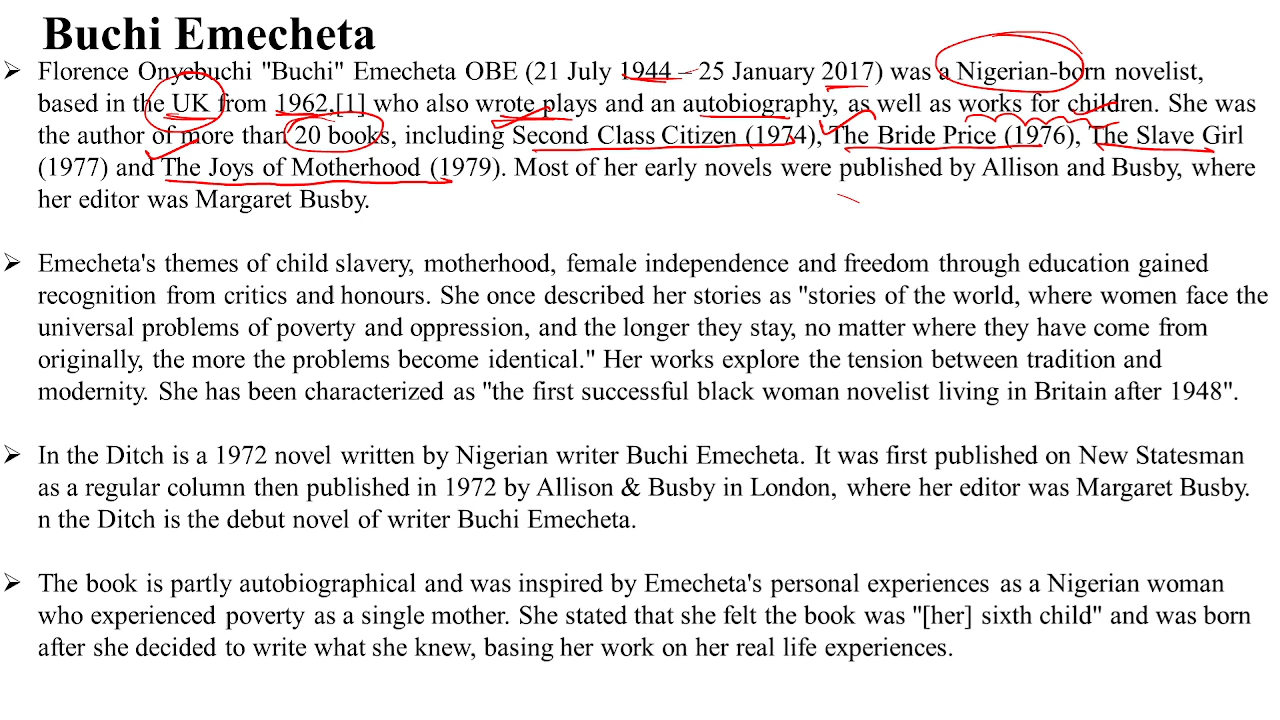 Buchi Emecheta
➢ Florence Onyebuchi "Buchi" Emecheta OBE (21 July 1944 – 25 January 2017) was a Nigerian-born novelist,
based in the UK from 1962,[1] who also wrote plays and an autobiography, as well as works for children. She was
the author of more than 20 books, including Second Class Citizen (1974), The Bride Price (1976), The Slave Girl
(1977) and The Joys of Motherhood (1979). Most of her early novels were published by Allison and Busby, where
her editor was Margaret Busby.
➢ Emecheta's themes of child slavery, motherhood, female independence and freedom through education gained
recognition from critics and honours. She once described her stories as "stories of the world, where women face the
universal problems of poverty and oppression, and the longer they stay, no matter where they have come from
originally, the more the problems become identical." Her works explore the tension between tradition and
modernity. She has been characterized as "the first successful black woman novelist living in Britain after 1948".
➢ In the Ditch is a 1972 novel written by Nigerian writer Buchi Emecheta. It was first published on New Statesman
as a regular column then published in 1972 by Allison & Busby in London, where her editor was Margaret Busby.
n the Ditch is the debut novel of writer Buchi Emecheta.
➢ The book is partly autobiographical and was inspired by Emecheta's personal experiences as a Nigerian woman
who experienced poverty as a single mother. She stated that she felt the book was "[her] sixth child" and was born
after she decided to write what she knew, basing her work on her real life experiences.